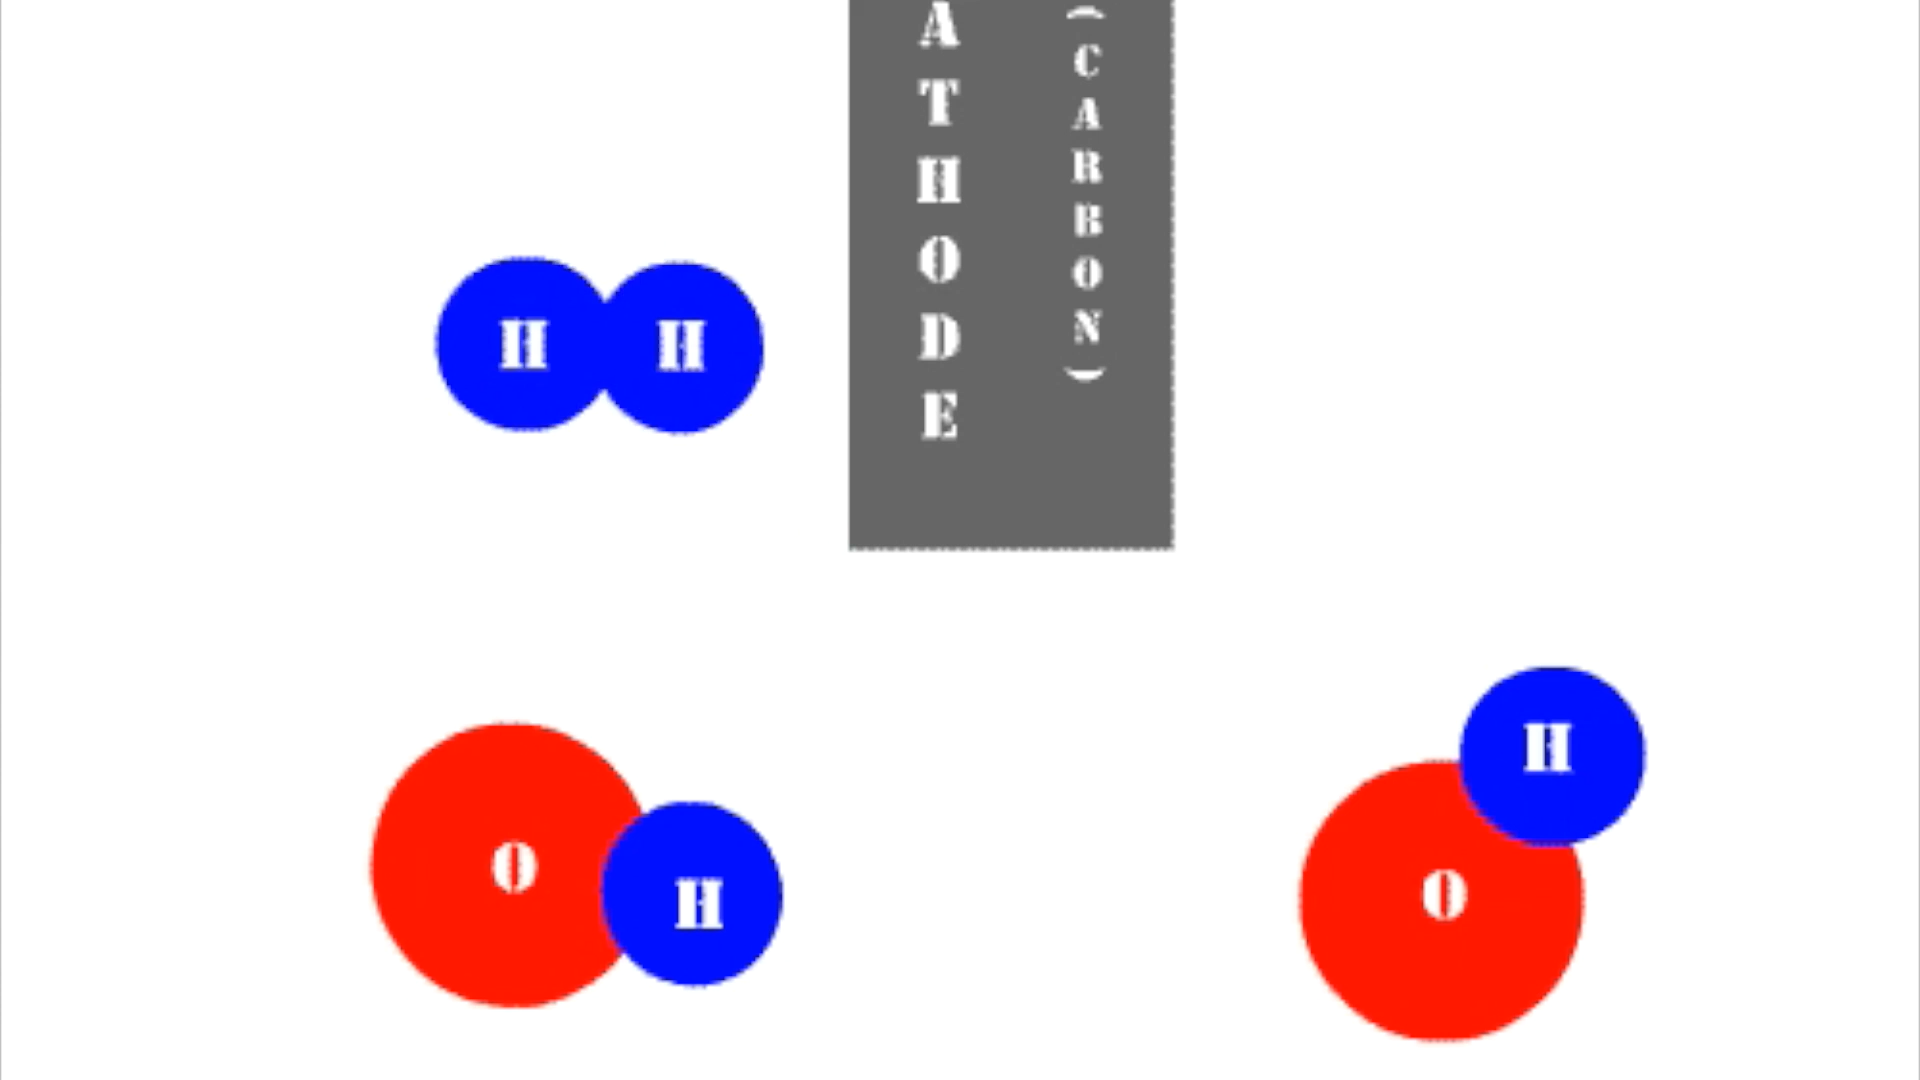 ATHODE
(CARBON)
H H
O H
H
O